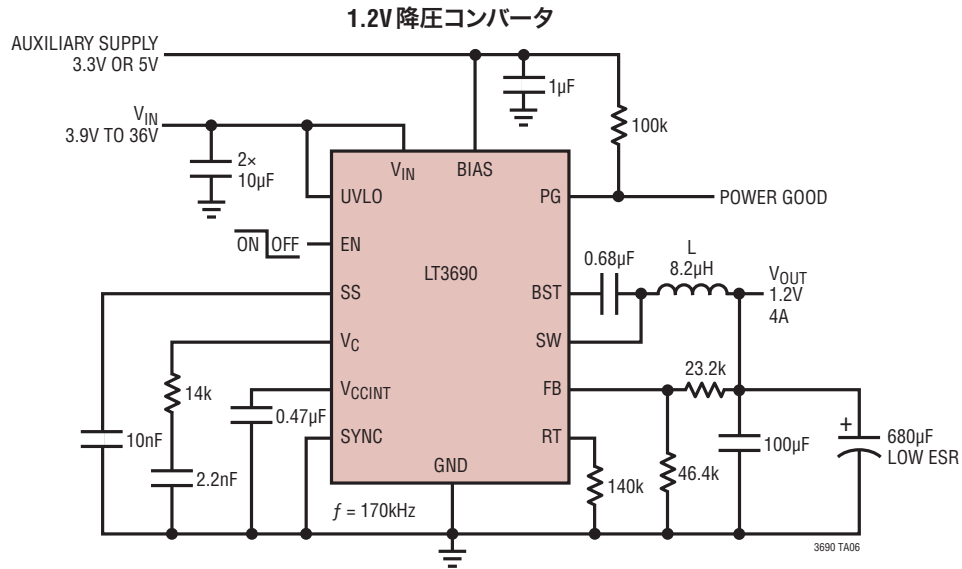 1.2V 降圧コンバータ
AUXILIARY SUPPLY
3.3V OR 5V
1µF
VIN
3.9V TO 36V
100k
2×
10µF
VIN
BIAS
UVLO
PG
POWER GOOD
ON OFF
EN
LT3690
0.68µF
L
8.2µH
VOUT
1.2V
4A
SS
BST
VC
SW
14k
VCCINT
FB
23.2k
0.47µF
10nF
SYNC
RT
100µF
+
680µF
LOW ESR
GND
2.2nF
140k
46.4k
f = 170kHz
3690 TA06